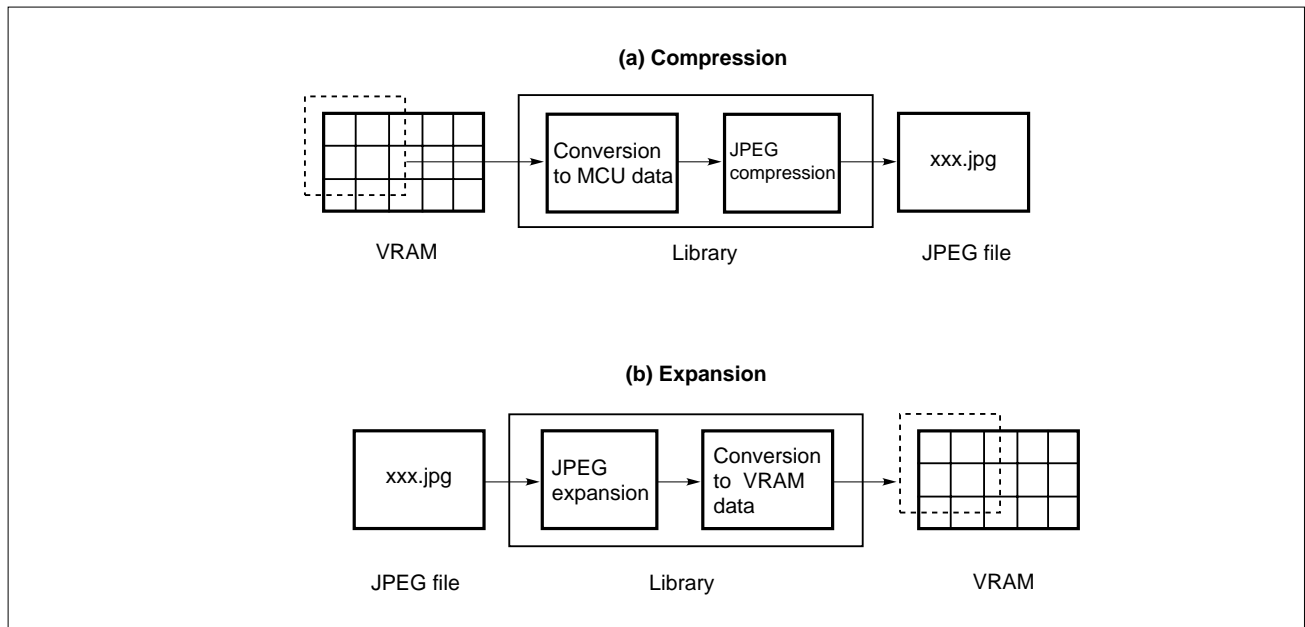 (a) Compression
Conversion
to MCU data
JPEG
compression
xxx.jpg
VRAM
Library
JPEG file
(b) Expansion
xxx.jpg
JPEG
expansion
Conversion
to VRAM
data
JPEG file
Library
VRAM